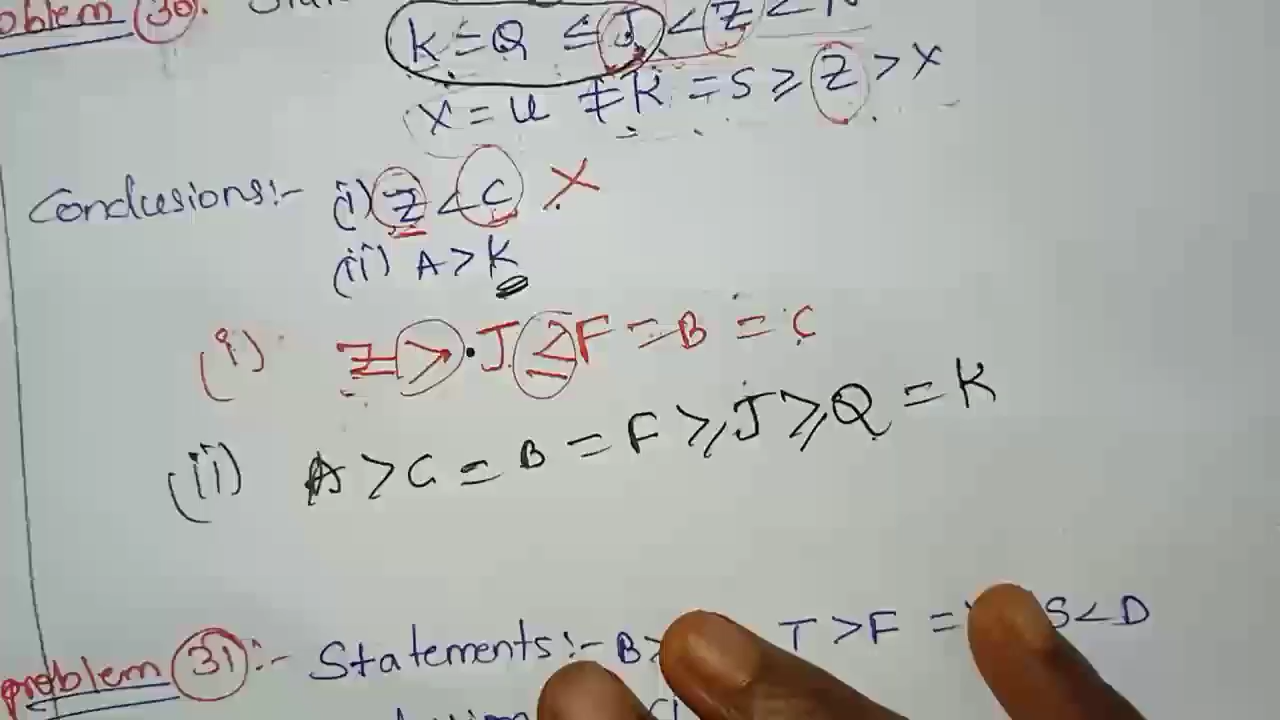 problem (30):
K = Q ≤ J < Z <
X = U ≠ K = S ≥ Z > X
Conclusions:- (i) Z < C X
(ii) A > K
(i) Z > J ≤ F = B = C
(ii) A > C = B = F ≥ J ≥ Q = K
problem (31):- Statements:- B > T > F = S < D